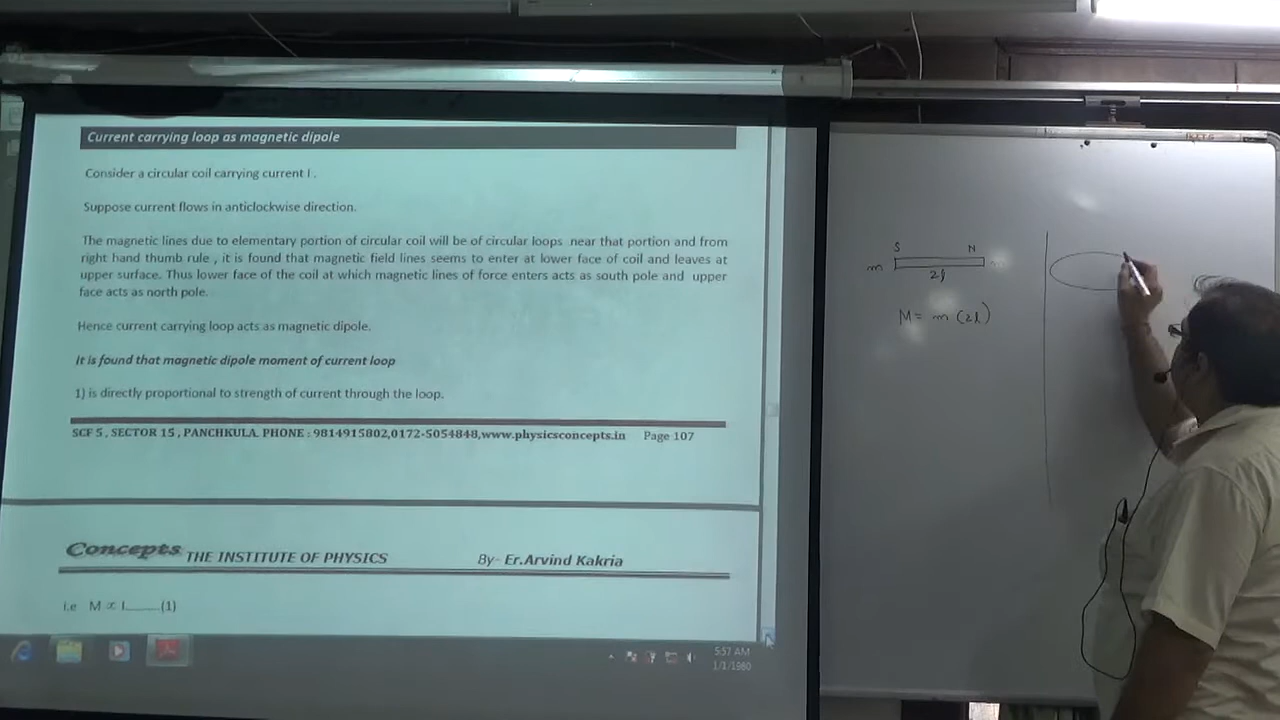 Current carrying loop as magnetic dipole
Consider a circular coil carrying current I .
Suppose current flows in anticlockwise direction.
The magnetic lines due to elementary portion of circular coil will be of circular loops near that portion and from
right hand thumb rule , it is found that magnetic field lines seems to enter at lower face of coil and leaves at
upper surface. Thus lower face of the coil at which magnetic lines of force enters acts as south pole and upper
face acts as north pole.
Hence current carrying loop acts as magnetic dipole.
It is found that magnetic dipole moment of current loop
1) is directly proportional to strength of current through the loop.
SCF 5 , SECTOR 15 , PANCHKULA. PHONE : 9814915802,0172-5054848,www.physicsconcepts.in Page 107
Concepts THE INSTITUTE OF PHYSICS By- Er.Arvind Kakria
i.e M ∝ I____(1)
5:57 AM
1/1/1980
S N
m m
2l
M = m (2l)